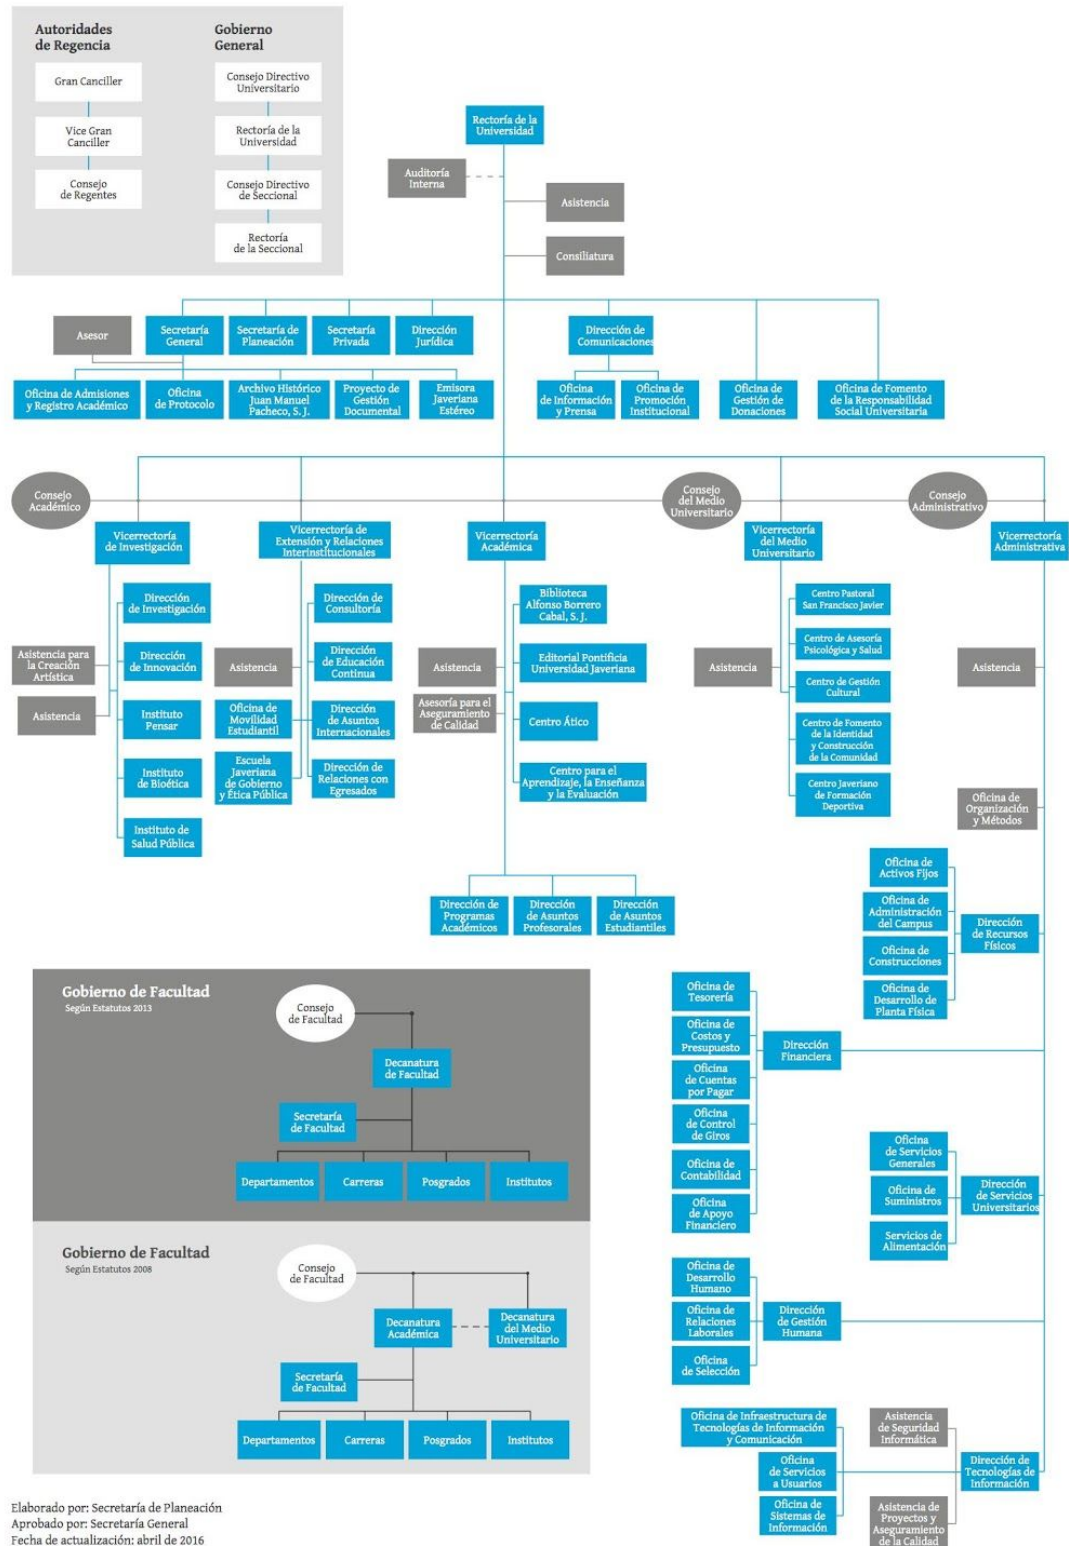 Autoridades
de Regencia
Gran Canciller
Vice Gran
Canciller
Consejo
de Regentes
Gobierno
General
Consejo Directivo
Universitario
Rectoría de la
Universidad
Consejo Directivo
de Seccional
Rectoría
de la Seccional
Rectoría de la
Universidad
Auditoría
Interna
Asistencia
Consiliatura
Asesor
Secretaría
General
Secretaría de
Planeación
Secretaría
Privada
Dirección
Jurídica
Dirección de
Comunicaciones
Oficina de Admisiones
y Registro Académico
Oficina
de Protocolo
Archivo Histórico
Juan Manuel
Pacheco, S. J.
Proyecto de
Gestión
Documental
Emisora
Javeriana
Estéreo
Oficina
de Información
y Prensa
Oficina de
Promoción
Institucional
Oficina de
Gestión de
Donaciones
Oficina de Fomento
de la Responsabilidad
Social Universitaria
Consejo
Académico
Consejo
del Medio
Universitario
Consejo
Administrativo
Vicerrectoría
de Investigación
Vicerrectoría de
Extensión y Relaciones
Interinstitucionales
Vicerrectoría
Académica
Vicerrectoría
del Medio
Universitario
Vicerrectoría
Administrativa
Dirección
de Investigación
Asistencia para
la Creación
Artística
Dirección
de Innovación
Asistencia
Instituto
Pensar
Instituto
de Bioética
Instituto de
Salud Pública
Dirección de
Consultoría
Asistencia
Dirección
de Educación
Continua
Oficina de
Movilidad
Estudiantil
Dirección
de Asuntos
Internacionales
Escuela
Javeriana
de Gobierno
y Ética Pública
Dirección de
Relaciones con
Egresados
Biblioteca
Alfonso Borrero
Cabal, S. J.
Asistencia
Editorial Pontificia
Universidad Javeriana
Asesoría para el
Aseguramiento
de Calidad
Centro Ático
Centro para el
Aprendizaje, la Enseñanza
y la Evaluación
Dirección de
Programas
Académicos
Dirección
de Asuntos
Profesorales
Dirección
de Asuntos
Estudiantiles
Centro Pastoral
San Francisco Javier
Centro de Asesoría
Psicológica y Salud
Asistencia
Centro de Gestión
Cultural
Centro de Fomento
de la Identidad
y Construcción
de la Comunidad
Centro Javeriano
de Formación
Deportiva
Asistencia
Oficina de
Organización
y Métodos
Oficina de
Activos Fijos
Oficina de
Administración
del Campus
Oficina de
Construcciones
Oficina de
Desarrollo de
Planta Física
Dirección
de Recursos
Físicos
Oficina de
Tesorería
Oficina de
Costos y
Presupuesto
Oficina
de Cuentas
por Pagar
Oficina
de Control
de Giros
Oficina de
Contabilidad
Oficina
de Apoyo
Financiero
Dirección
Financiera
Oficina
de Servicios
Generales
Oficina de
Suministros
Servicios de
Alimentación
Dirección
de Servicios
Universitarios
Oficina de
Desarrollo
Humano
Oficina de
Relaciones
Laborales
Oficina
de Selección
Dirección
de Gestión
Humana
Oficina de Infraestructura de
Tecnologías de Información
y Comunicación
Oficina
de Servicios
a Usuarios
Oficina de
Sistemas de
Información
Asistencia
de Seguridad
Informática
Dirección de
Tecnologías de
Información
Asistencia de
Proyectos y
Aseguramiento
de la Calidad
Gobierno de Facultad
Según Estatutos 2013
Consejo
de Facultad
Decanatura
de Facultad
Secretaría
de Facultad
Departamentos
Carreras
Posgrados
Institutos
Gobierno de Facultad
Según Estatutos 2008
Consejo
de Facultad
Decanatura
Académica
Decanatura
del Medio
Universitario
Secretaría
de Facultad
Departamentos
Carreras
Posgrados
Institutos
Elaborado por: Secretaría de Planeación
Aprobado por: Secretaría General
Fecha de actualización: abril de 2016